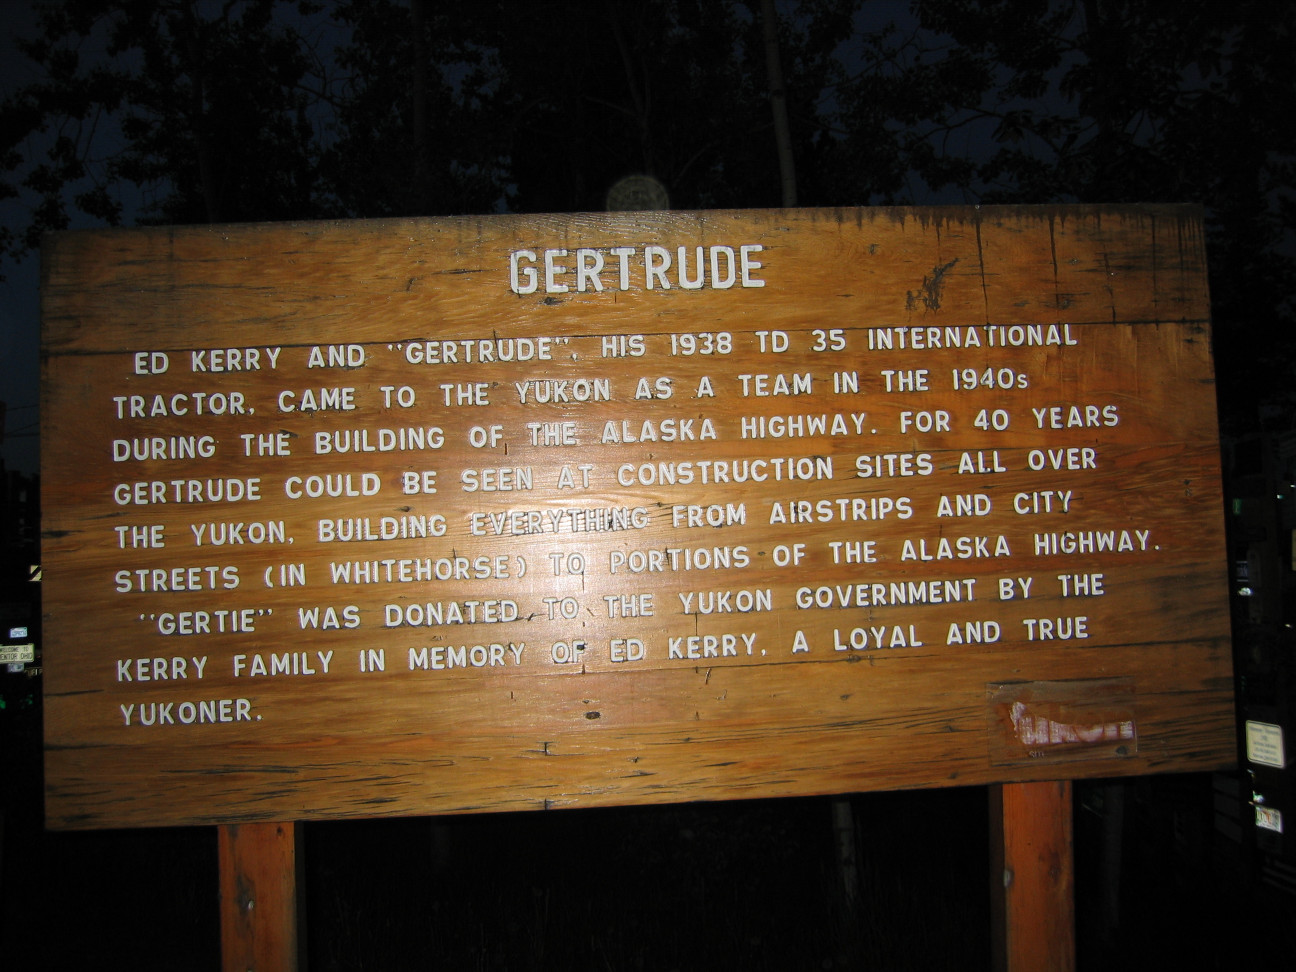 GERTRUDE
ED KERRY AND "GERTRUDE", HIS 1938 TD 35 INTERNATIONAL
TRACTOR, CAME TO THE YUKON AS A TEAM IN THE 1940s
DURING THE BUILDING OF THE ALASKA HIGHWAY. FOR 40 YEARS
GERTRUDE COULD BE SEEN AT CONSTRUCTION SITES ALL OVER
THE YUKON, BUILDING EVERYTHING FROM AIRSTRIPS AND CITY
STREETS (IN WHITEHORSE) TO PORTIONS OF THE ALASKA HIGHWAY.
"GERTIE" WAS DONATED TO THE YUKON GOVERNMENT BY THE
KERRY FAMILY IN MEMORY OF ED KERRY, A LOYAL AND TRUE
YUKONER.
WELCOME TO
MENTOR OHIO